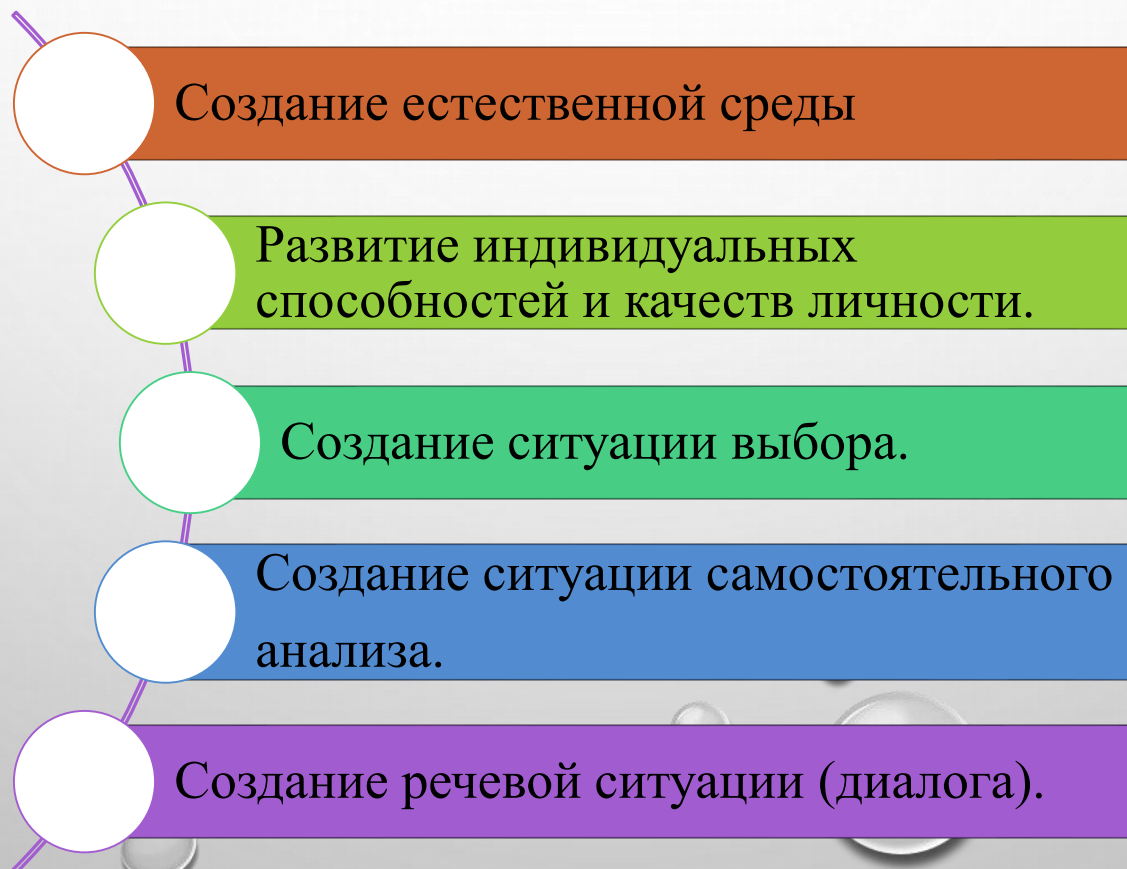 Создание естественной среды
Развитие индивидуальных
способностей и качеств личности.
Создание ситуации выбора.
Создание ситуации самостоятельного
анализа.
Создание речевой ситуации (диалога).